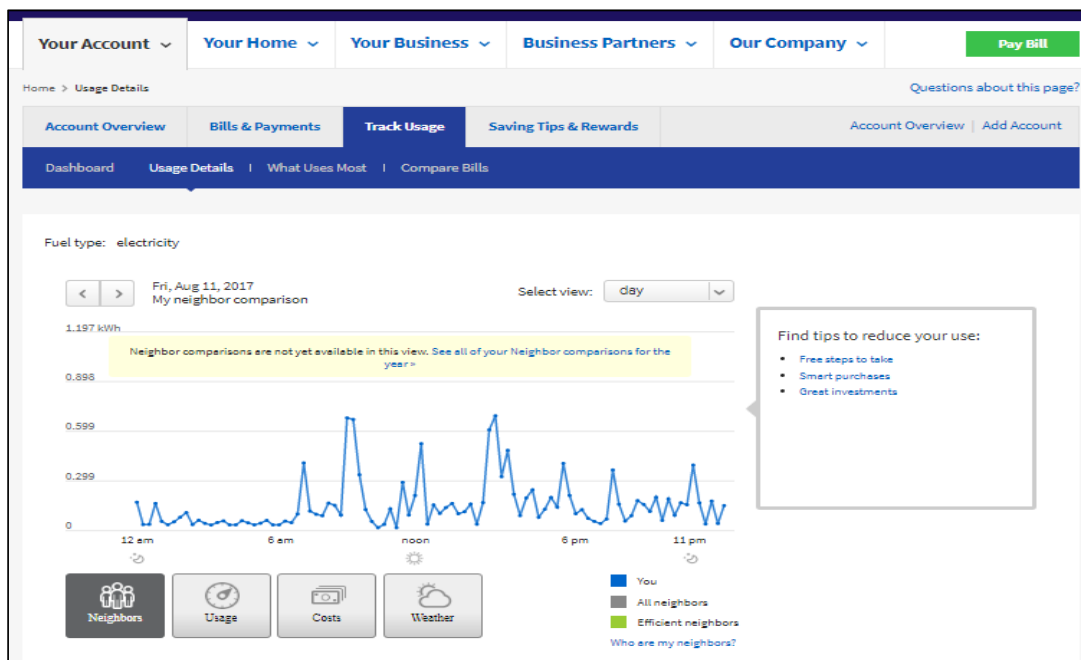 Your Account Your Home Your Business Business Partners Our Company Pay Bill
Home > Usage Details Questions about this page?
Account Overview Bills & Payments Track Usage Saving Tips & Rewards Account Overview | Add Account
Dashboard Usage Details | What Uses Most | Compare Bills
Fuel type: electricity
< > Fri, Aug 11, 2017
My neighbor comparison
Select view: day
1.197 kWh
Neighbor comparisons are not yet available in this view. See all of your Neighbor comparisons for the
year »
0.898
0.599
0.299
0
12 am 6 am noon 6 pm 11 pm
Find tips to reduce your use:
• Free steps to take
• Smart purchases
• Great investments
Neighbors Usage Costs Weather
You
All neighbors
Efficient neighbors
Who are my neighbors?